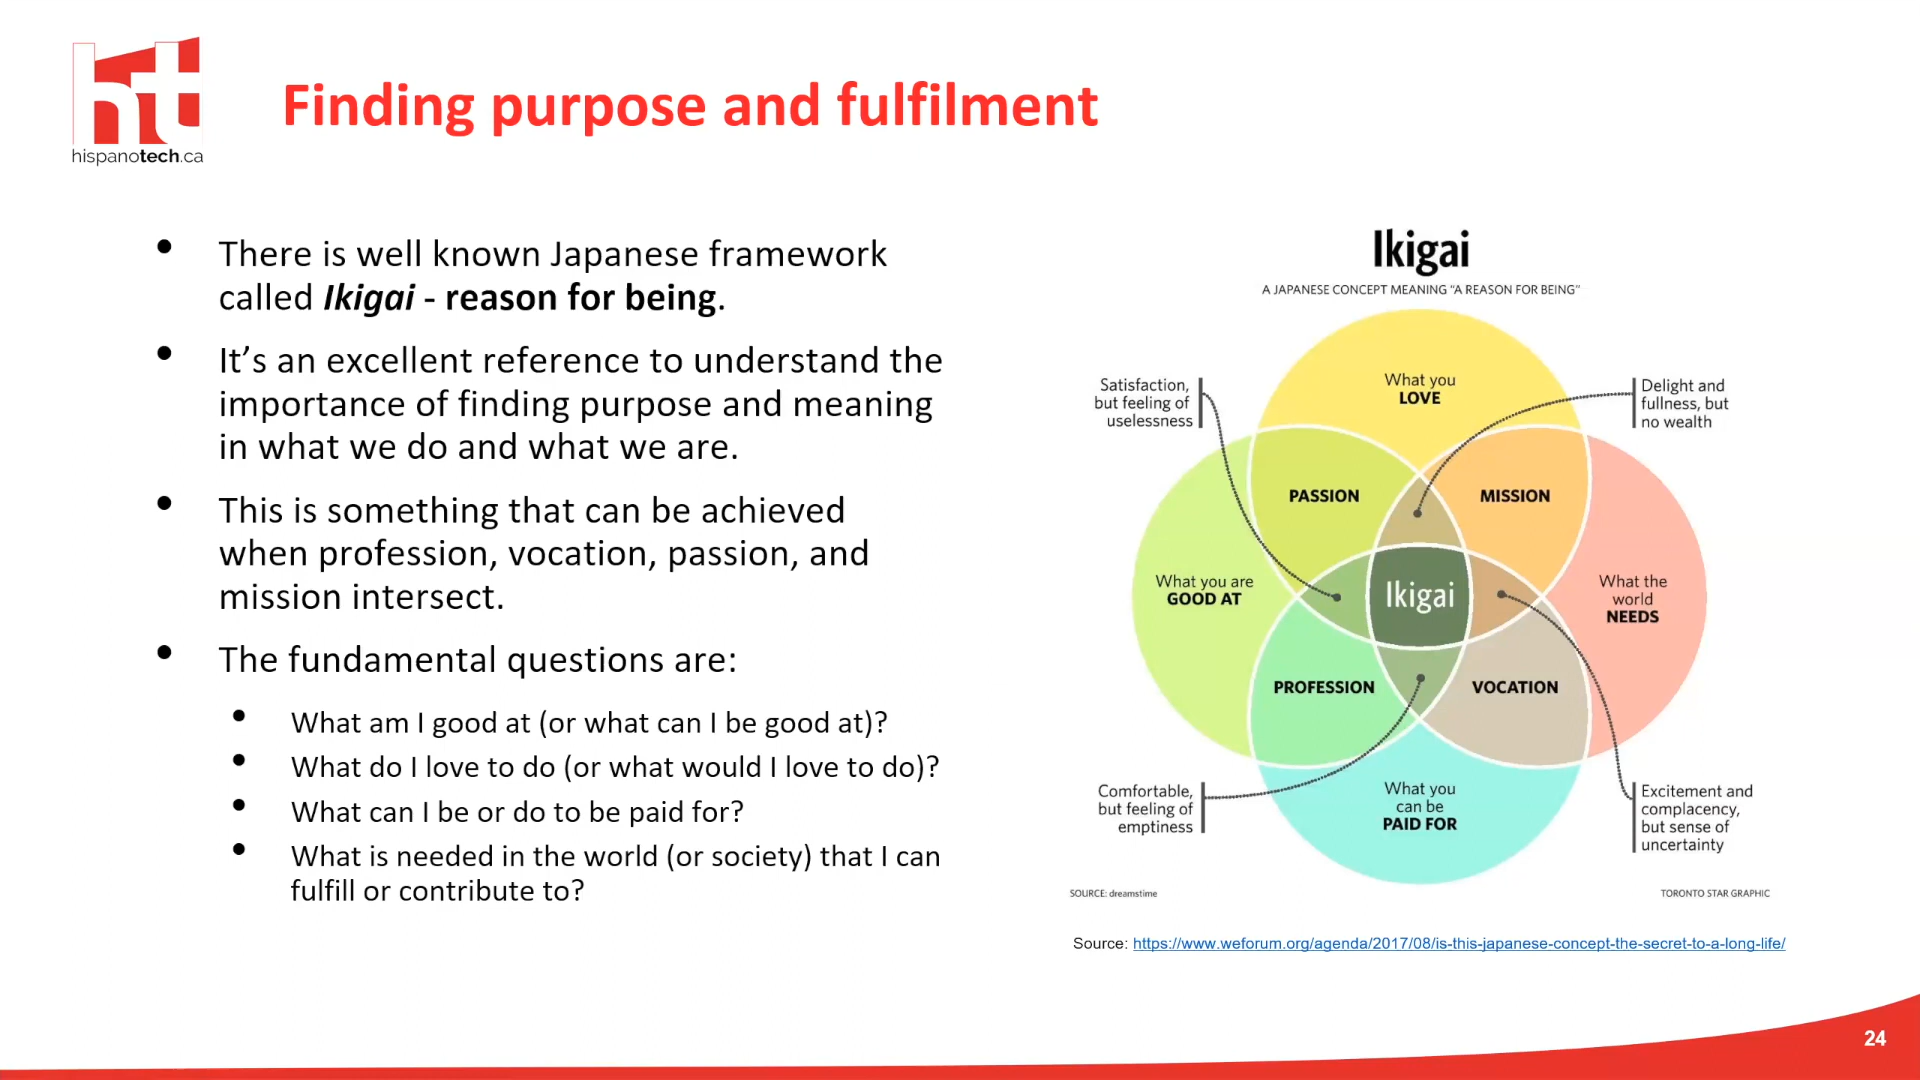 hispanotech.ca
Finding purpose and fulfilment
• There is well known Japanese framework
called Ikigai - reason for being.
• It’s an excellent reference to understand the
importance of finding purpose and meaning
in what we do and what we are.
• This is something that can be achieved
when profession, vocation, passion, and
mission intersect.
• The fundamental questions are:
• What am I good at (or what can I be good at)?
• What do I love to do (or what would I love to do)?
• What can I be or do to be paid for?
• What is needed in the world (or society) that I can
fulfill or contribute to?
Ikigai
A JAPANESE CONCEPT MEANING “A REASON FOR BEING”
What you
LOVE
Satisfaction,
but feeling of
uselessness
Delight and
fullness, but
no wealth
PASSION
MISSION
What you are
GOOD AT
Ikigai
What the
world
NEEDS
PROFESSION
VOCATION
Comfortable,
but feeling of
emptiness
What you
can be
PAID FOR
Excitement and
complacency,
but sense of
uncertainty
SOURCE: dreamstime
TORONTO STAR GRAPHIC
Source: https://www.weforum.org/agenda/2017/08/is-this-japanese-concept-the-secret-to-a-long-life/
24